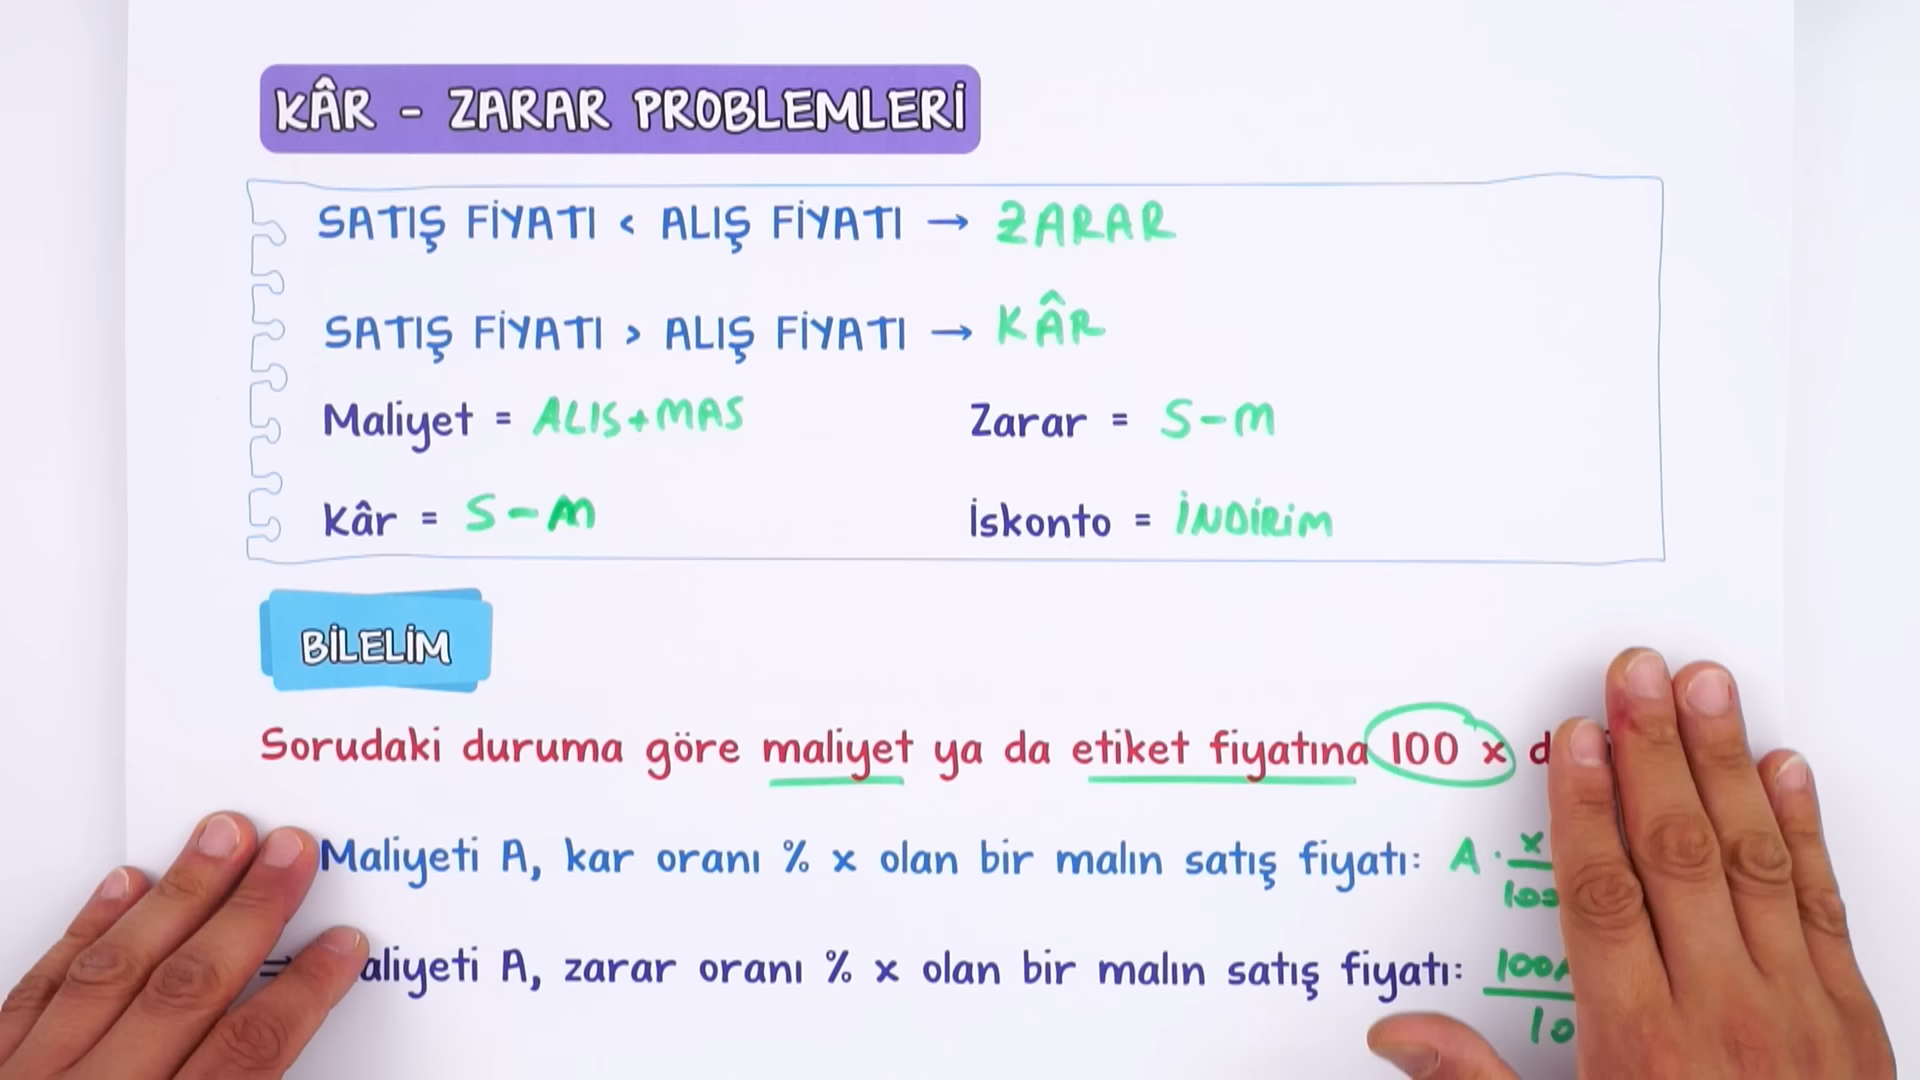 KÂR - ZARAR PROBLEMLERİ
SATIŞ FİYATI < ALIŞ FİYATI → ZARAR
SATIŞ FİYATI > ALIŞ FİYATI → KÂR
Maliyet = ALIS+MAS
Zarar = S-M
Kâr = S-M
İskonto = İNDİRİM
BİLELİM
Sorudaki duruma göre maliyet ya da etiket fiyatına 100 x
Maliyeti A, kar oranı % x olan bir malın satış fiyatı: A · x
aliyeti A, zarar oranı % x olan bir malın satış fiyatı: